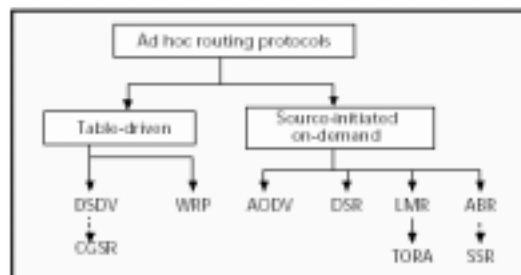 Ad hoc routing protocols
Table-driven
Source-initiated
on-demand
DSDV WRP AODV DSR LMR ABR
CGSR TORA SSR